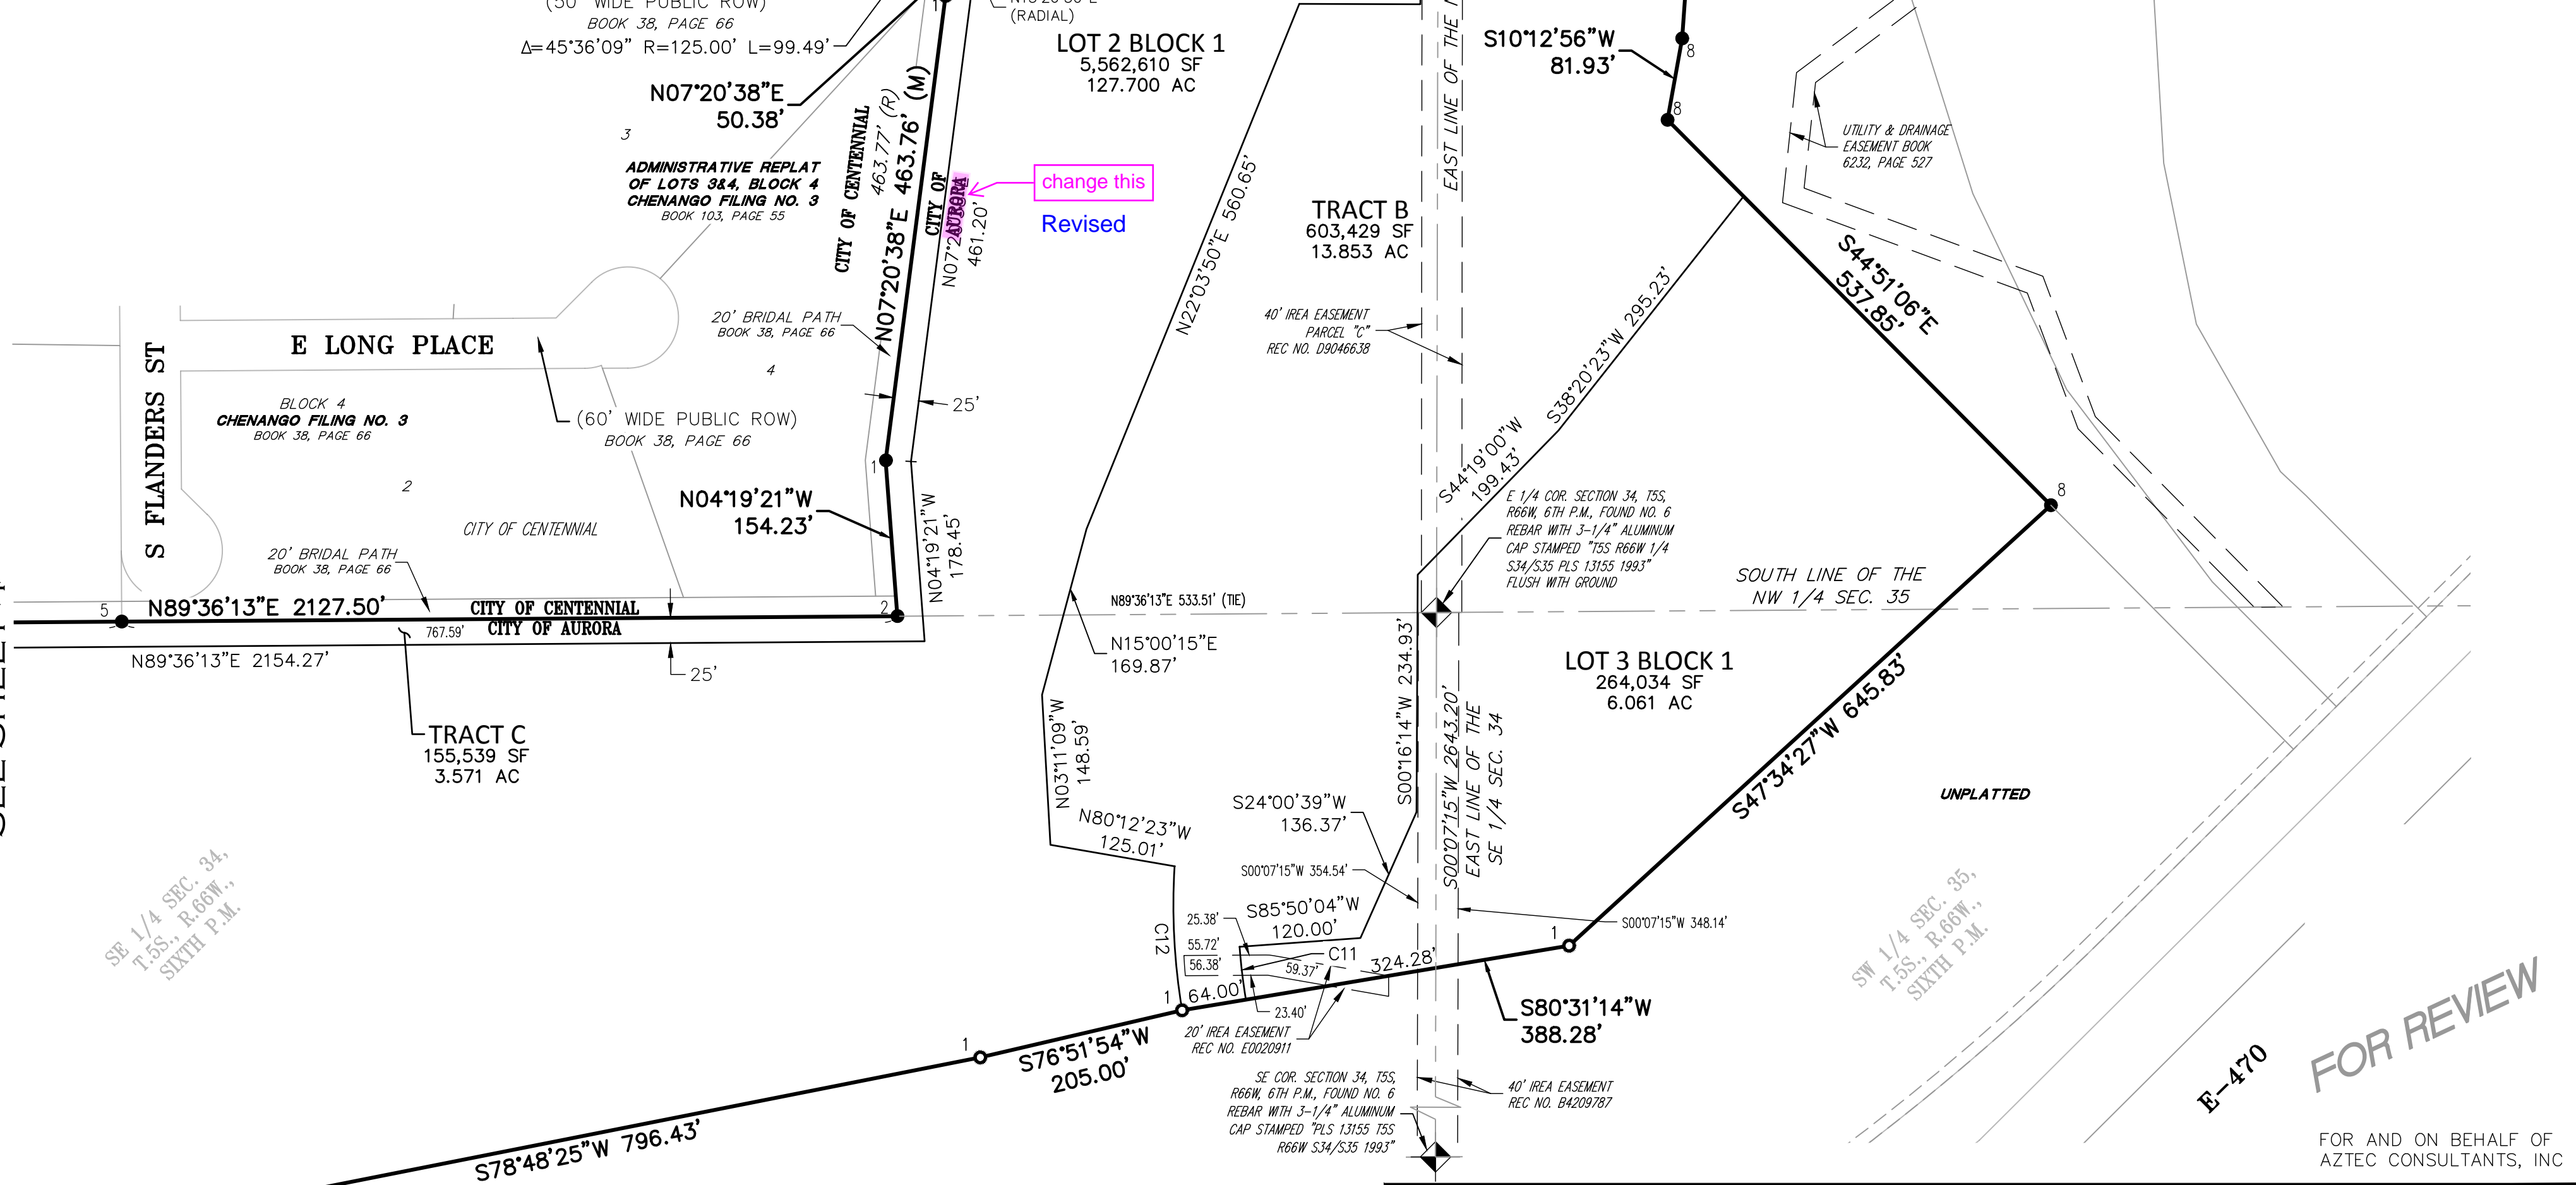 (50' WIDE PUBLIC ROW)
BOOK 38, PAGE 66
Δ=45°36'09" R=125.00' L=99.49'
N07°20'38"E
50.38'
3
ADMINISTRATIVE REPLAT
OF LOTS 3&4, BLOCK 4
CHENANGO FILING NO. 3
BOOK 103, PAGE 55
1
(RADIAL)
LOT 2 BLOCK 1
5,562,610 SF
127.700 AC
CITY OF CENTENNIAL
463.77' (R)
N07°20'38"E 463.76' (M)
CITY OF
AURORA
461.20'
change this
Revised
N22°03'50"E 560.65'
TRACT B
603,429 SF
13.853 AC
EAST LINE OF THE
40' IREA EASEMENT
PARCEL "C"
REC NO. D9046638
S10°12'56"W
81.93'
8
8
UTILITY & DRAINAGE
EASEMENT BOOK
6232, PAGE 527
S44°51'06"E
537.85'
S38°20'23"W 295.23'
S44°19'00"W
199.43'
E LONG PLACE
S FLANDERS ST
20' BRIDAL PATH
BOOK 38, PAGE 66
4
25'
BLOCK 4
CHENANGO FILING NO. 3
BOOK 38, PAGE 66
(60' WIDE PUBLIC ROW)
BOOK 38, PAGE 66
2
CITY OF CENTENNIAL
1
N04°19'21"W
154.23'
N04°19'21"W
178.45'
20' BRIDAL PATH
BOOK 38, PAGE 66
E 1/4 COR. SECTION 34, T5S,
R66W, 6TH P.M., FOUND NO. 6
REBAR WITH 3-1/4" ALUMINUM
CAP STAMPED "T5S R66W 1/4
S34/S35 PLS 13155 1993"
FLUSH WITH GROUND
8
SOUTH LINE OF THE
NW 1/4 SEC. 35
5
N89°36'13"E 2127.50'
CITY OF CENTENNIAL
2
767.59'
CITY OF AURORA
N89°36'13"E 533.51' (TIE)
N89°36'13"E 2154.27'
25'
N15°00'15"E
169.87'
S00°16'14"W 234.93'
LOT 3 BLOCK 1
264,034 SF
6.061 AC
S47°34'27"W 645.83'
S00°07'15"W 2643.20'
EAST LINE OF THE
SE 1/4 SEC. 34
TRACT C
155,539 SF
3.571 AC
N03°11'09"W
148.59'
UNPLATTED
N80°12'23"W
125.01'
S24°00'39"W
136.37'
S00°07'15"W 354.54'
SE 1/4 SEC. 34,
T.5S., R.66W.,
SIXTH P.M.
S85°50'04"W
120.00'
25.38'
55.72'
56.38'
C12
C11
59.37'
324.28'
1
S00°07'15"W 348.14'
SW 1/4 SEC. 35,
T.5S., R.66W.,
SIXTH P.M.
1
64.00'
23.40'
20' IREA EASEMENT
REC NO. E0020911
S80°31'14"W
388.28'
1
S76°51'54"W
205.00'
SE COR. SECTION 34, T5S,
R66W, 6TH P.M., FOUND NO. 6
REBAR WITH 3-1/4" ALUMINUM
CAP STAMPED "PLS 13155 T5S
R66W S34/S35 1993"
40' IREA EASEMENT
REC NO. B4209787
S78°48'25"W 796.43'
E-470
FOR REVIEW
FOR AND ON BEHALF OF
AZTEC CONSULTANTS, INC